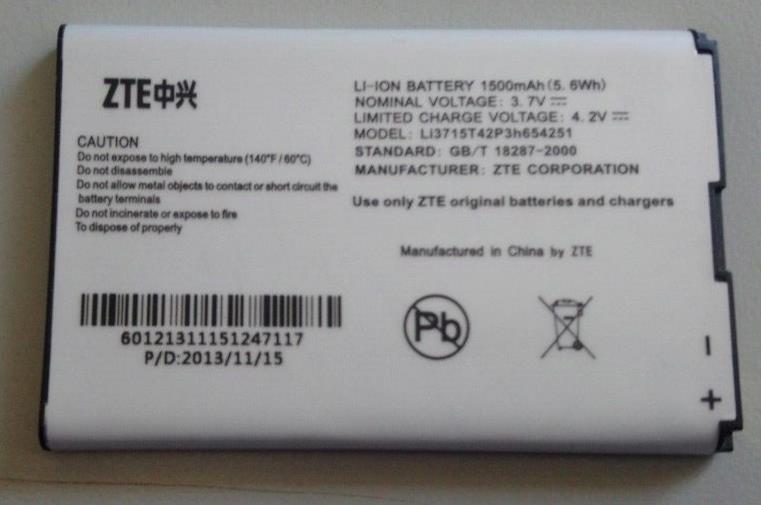 ZTE中兴
CAUTION
Do not expose to high temperature (140°F / 60°C)
Do not disassemble
Do not allow metal objects to contact or short circuit the
battery terminals
Do not incinerate or expose to fire
To dispose of properly
LI-ION BATTERY 1500mAh(5.6Wh)
NOMINAL VOLTAGE: 3.7V
LIMITED CHARGE VOLTAGE: 4.2V
MODEL: LI3715T42P3h654251
STANDARD: GB/T 18287-2000
MANUFACTURER: ZTE CORPORATION
Use only ZTE original batteries and chargers
Manufactured in China by ZTE
60121311151247117
P/D:2013/11/15
Pb
-
+